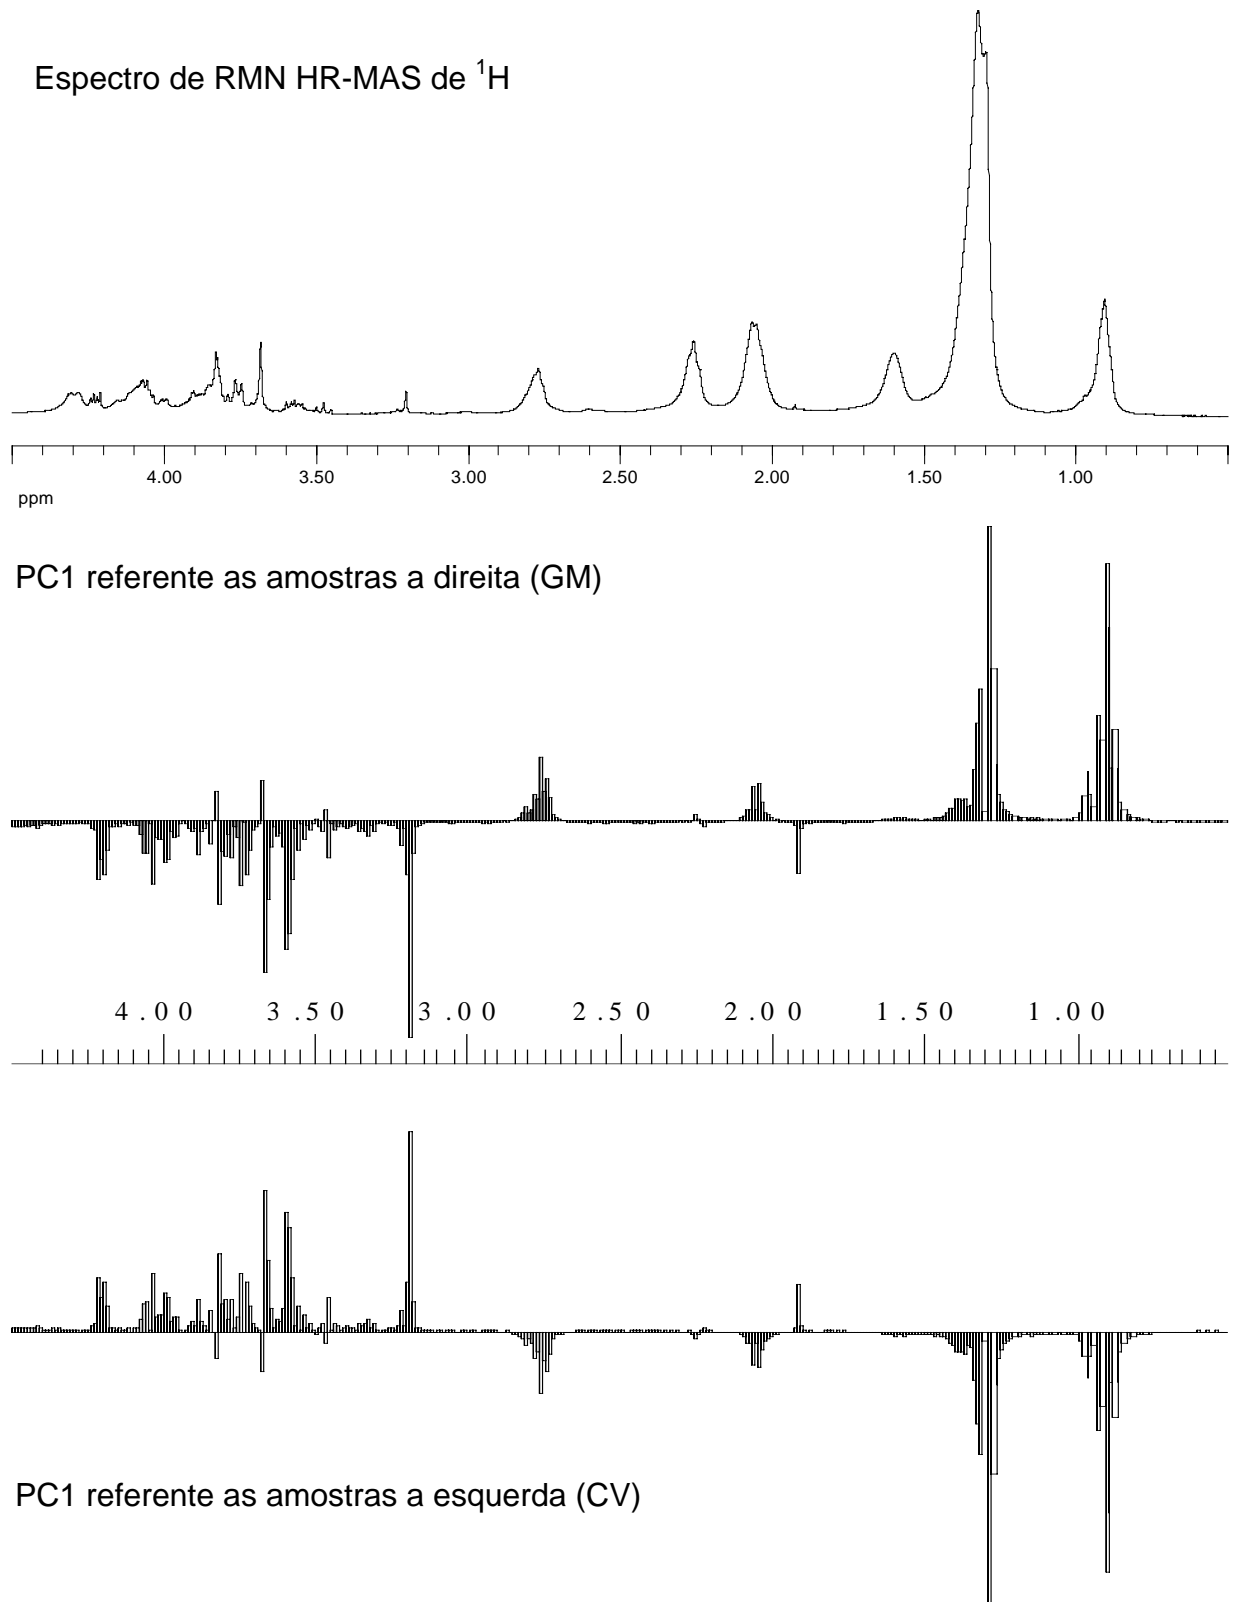 Espectro de RMN HR-MAS de ¹H
4.00 3.50 3.00 2.50 2.00 1.50 1.00
ppm
PC1 referente as amostras a direita (GM)
4.00 3.50 3.00 2.50 2.00 1.50 1.00
PC1 referente as amostras a esquerda (CV)